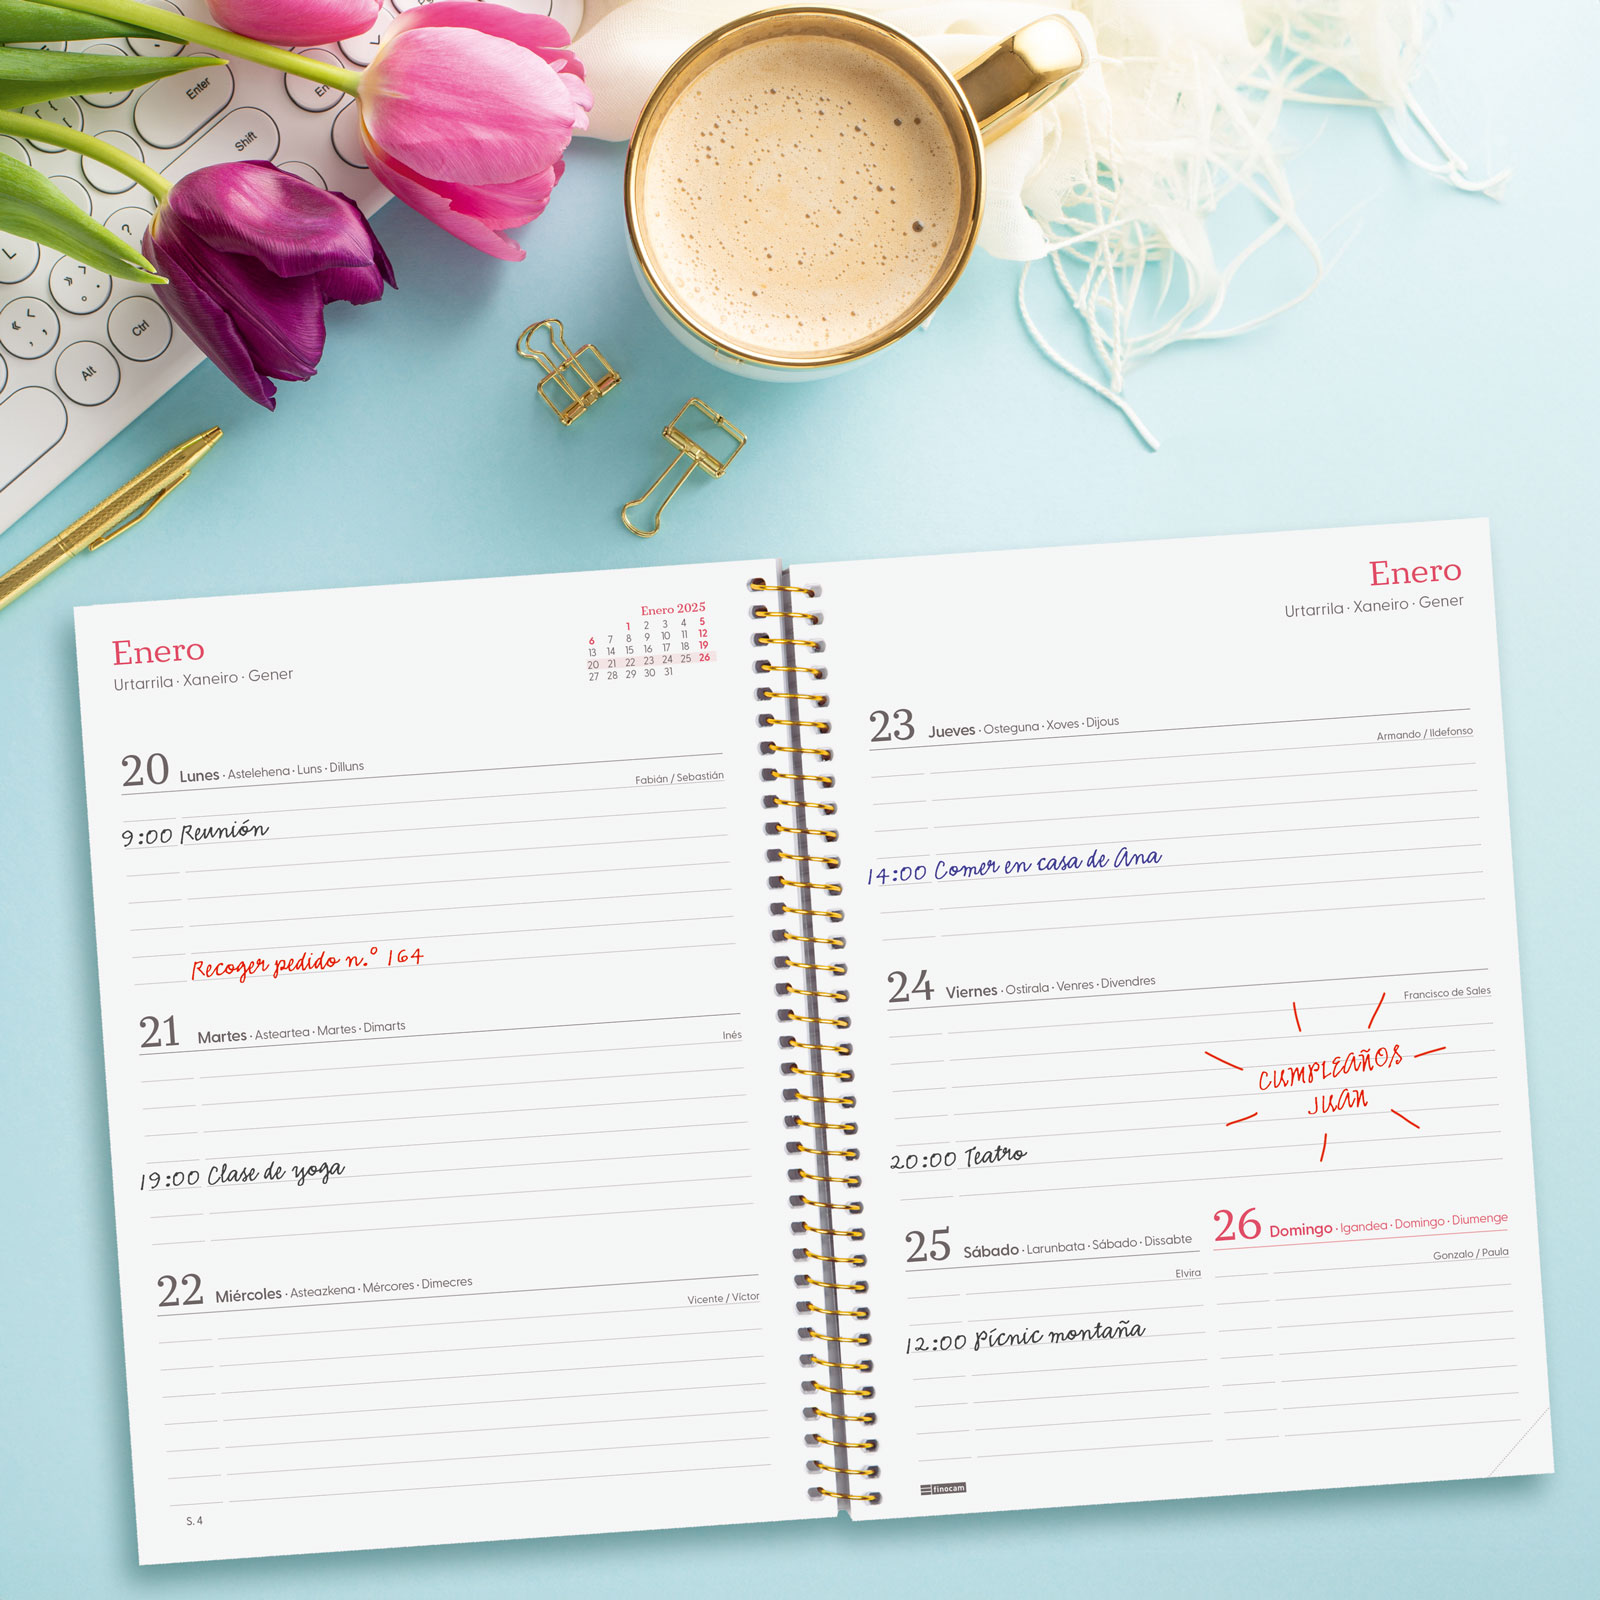 Enter
Shift
Alt
Ctrl
Enero
Urtarrila · Xaneiro · Gener
Enero 2025
1 2 3 4 5
6 7 8 9 10 11 12
13 14 15 16 17 18 19
20 21 22 23 24 25 26
27 28 29 30 31
20 Lunes · Astelehena · Luns · Dilluns
Fabián / Sebastián
9:00 Reunión
Recoger pedido n.º 164
21 Martes · Asteartea · Martes · Dimarts
Inés
19:00 Clase de yoga
22 Miércoles · Asteazkena · Mércores · Dimecres
Vicente / Víctor
S. 4
Enero
Urtarrila · Xaneiro · Gener
23 Jueves · Osteguna · Xoves · Dijous
Armando / Ildefonso
14:00 Comer en casa de Ana
24 Viernes · Ostirala · Venres · Divendres
Francisco de Sales
CUMPLEAÑOS
JUAN
20:00 Teatro
25 Sábado · Larunbata · Sábado · Dissabte
Elvira
12:00 Pícnic montaña
26 Domingo · Igandea · Domingo · Diumenge
Gonzalo / Paula
finocam